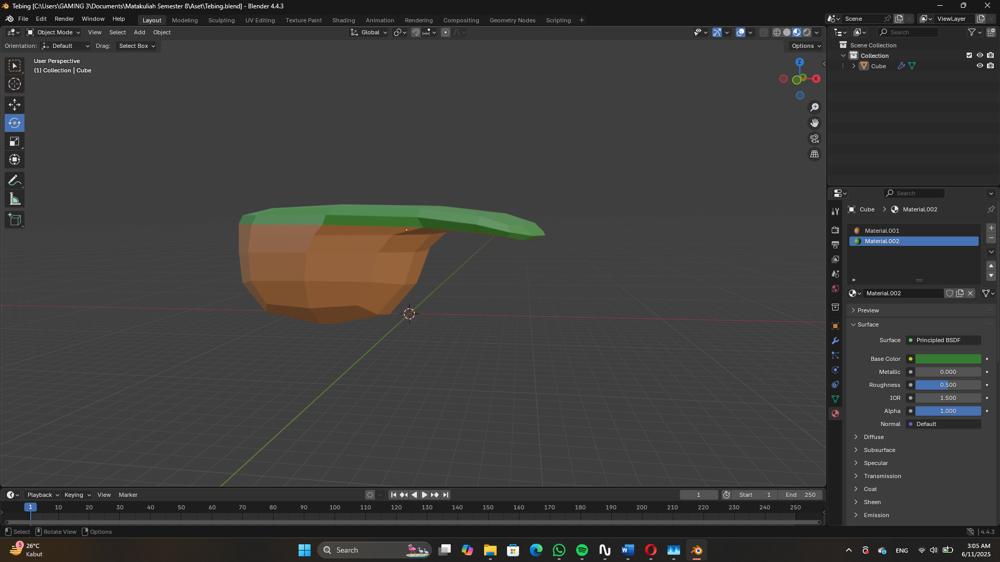 Tebing [C:\Users\GAMING 3\Documents\Matakuliah Semester 8\Aset\Tebing.blend] - Blender 4.4.3
File Edit Render Window Help Layout Modeling Sculpting UV Editing Texture Paint Shading Animation Rendering Compositing Geometry Nodes Scripting + Scene ViewLayer
Object Mode View Select Add Object Global Search
Orientation: Default Drag: Select Box Options
Scene Collection
Collection
Cube
User Perspective
(1) Collection | Cube
Z
Y
X
Search
Cube > Material.002
Material.001
Material.002
Material.002
Preview
Surface
Surface Principled BSDF
Base Color
Metallic 0.000
Roughness 0.500
IOR 1.500
Alpha 1.000
Normal Default
Diffuse
Subsurface
Specular
Transmission
Coat
Sheen
Emission
Playback Keying View Marker 1 Start 1 End 250
1 10 20 30 40 50 60 70 80 90 100 110 120 130 140 150 160 170 180 190 200 210 220 230 240 250
Select Rotate View Options 4.4.3
5 26°C
Kabut
Search
ENG
3:05 AM
6/11/2025